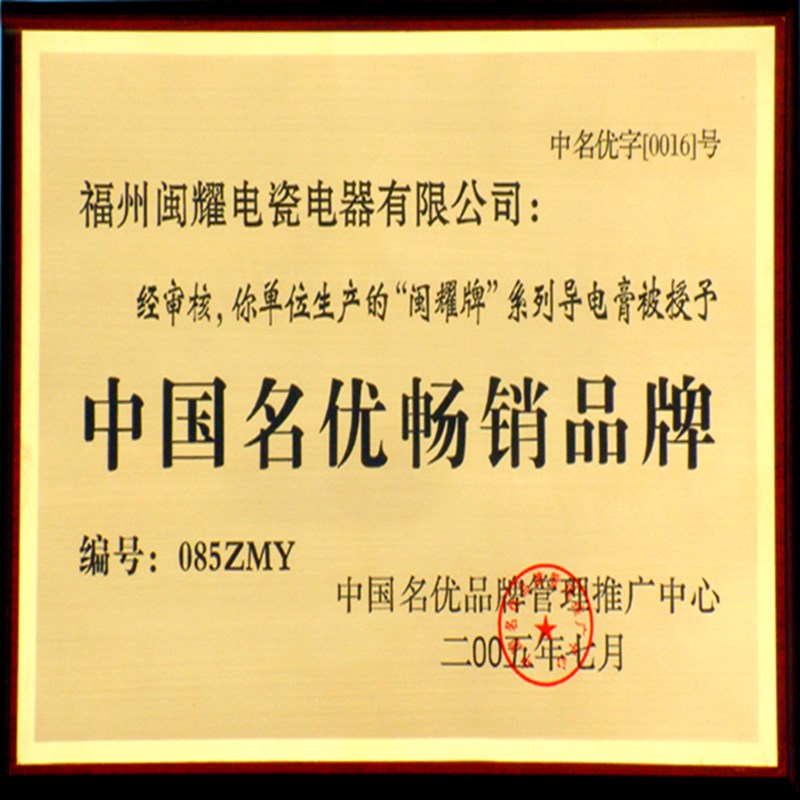 中名优字[0016]号
福州闽耀电瓷电器有限公司：
经审核，你单位生产的“闽耀牌”系列导电膏被授予
中国名优畅销品牌
编号：085ZMY
中国名优品牌管理推广中心
二00五年七月